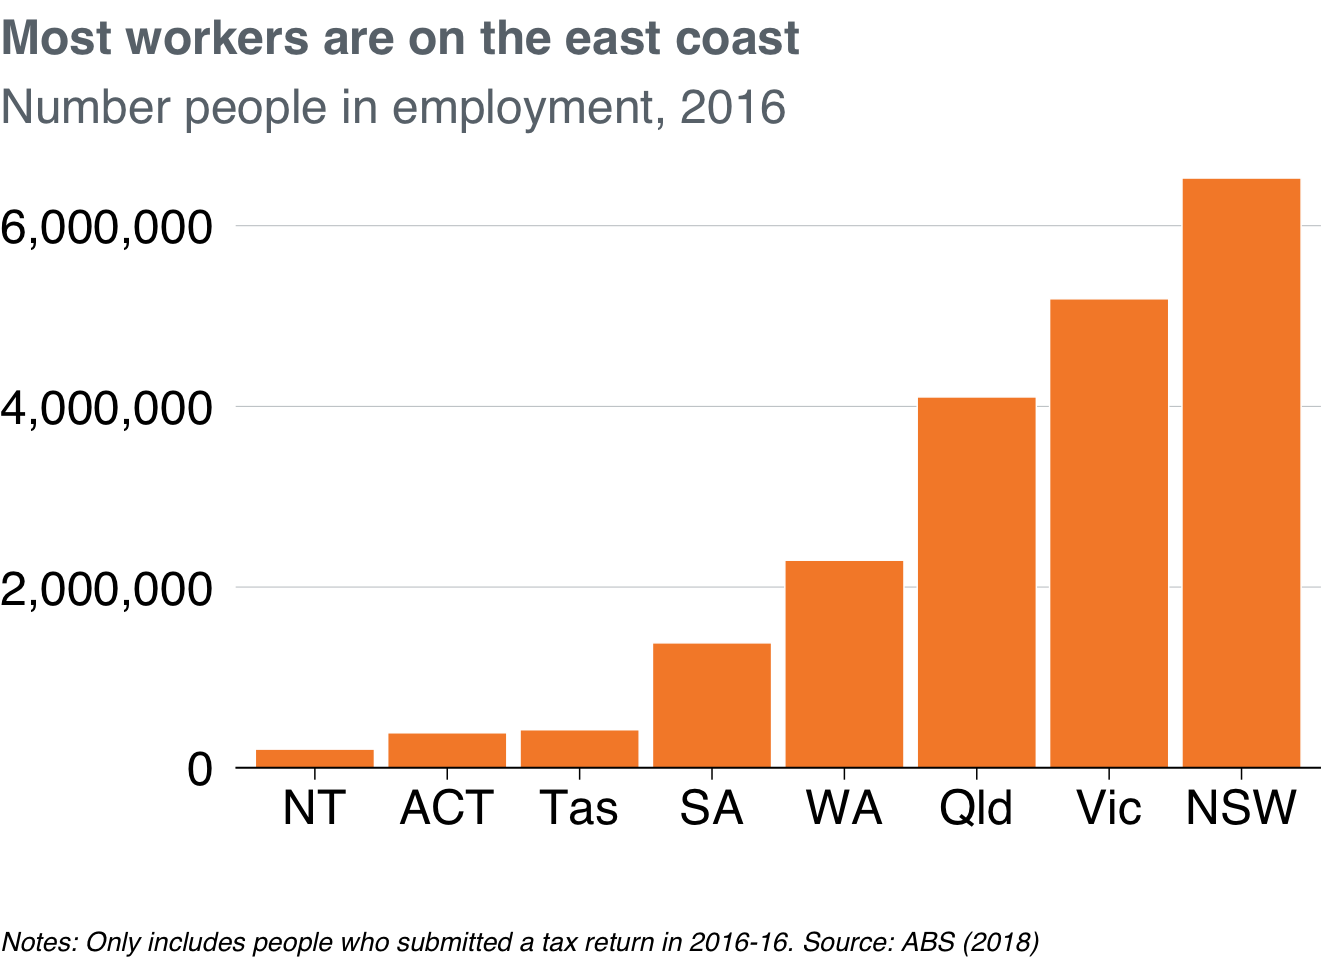 Most workers are on the east coast
Number people in employment, 2016
6,000,000
4,000,000
2,000,000
0
NT ACT Tas SA WA Qld Vic NSW
Notes: Only includes people who submitted a tax return in 2016-16. Source: ABS (2018)